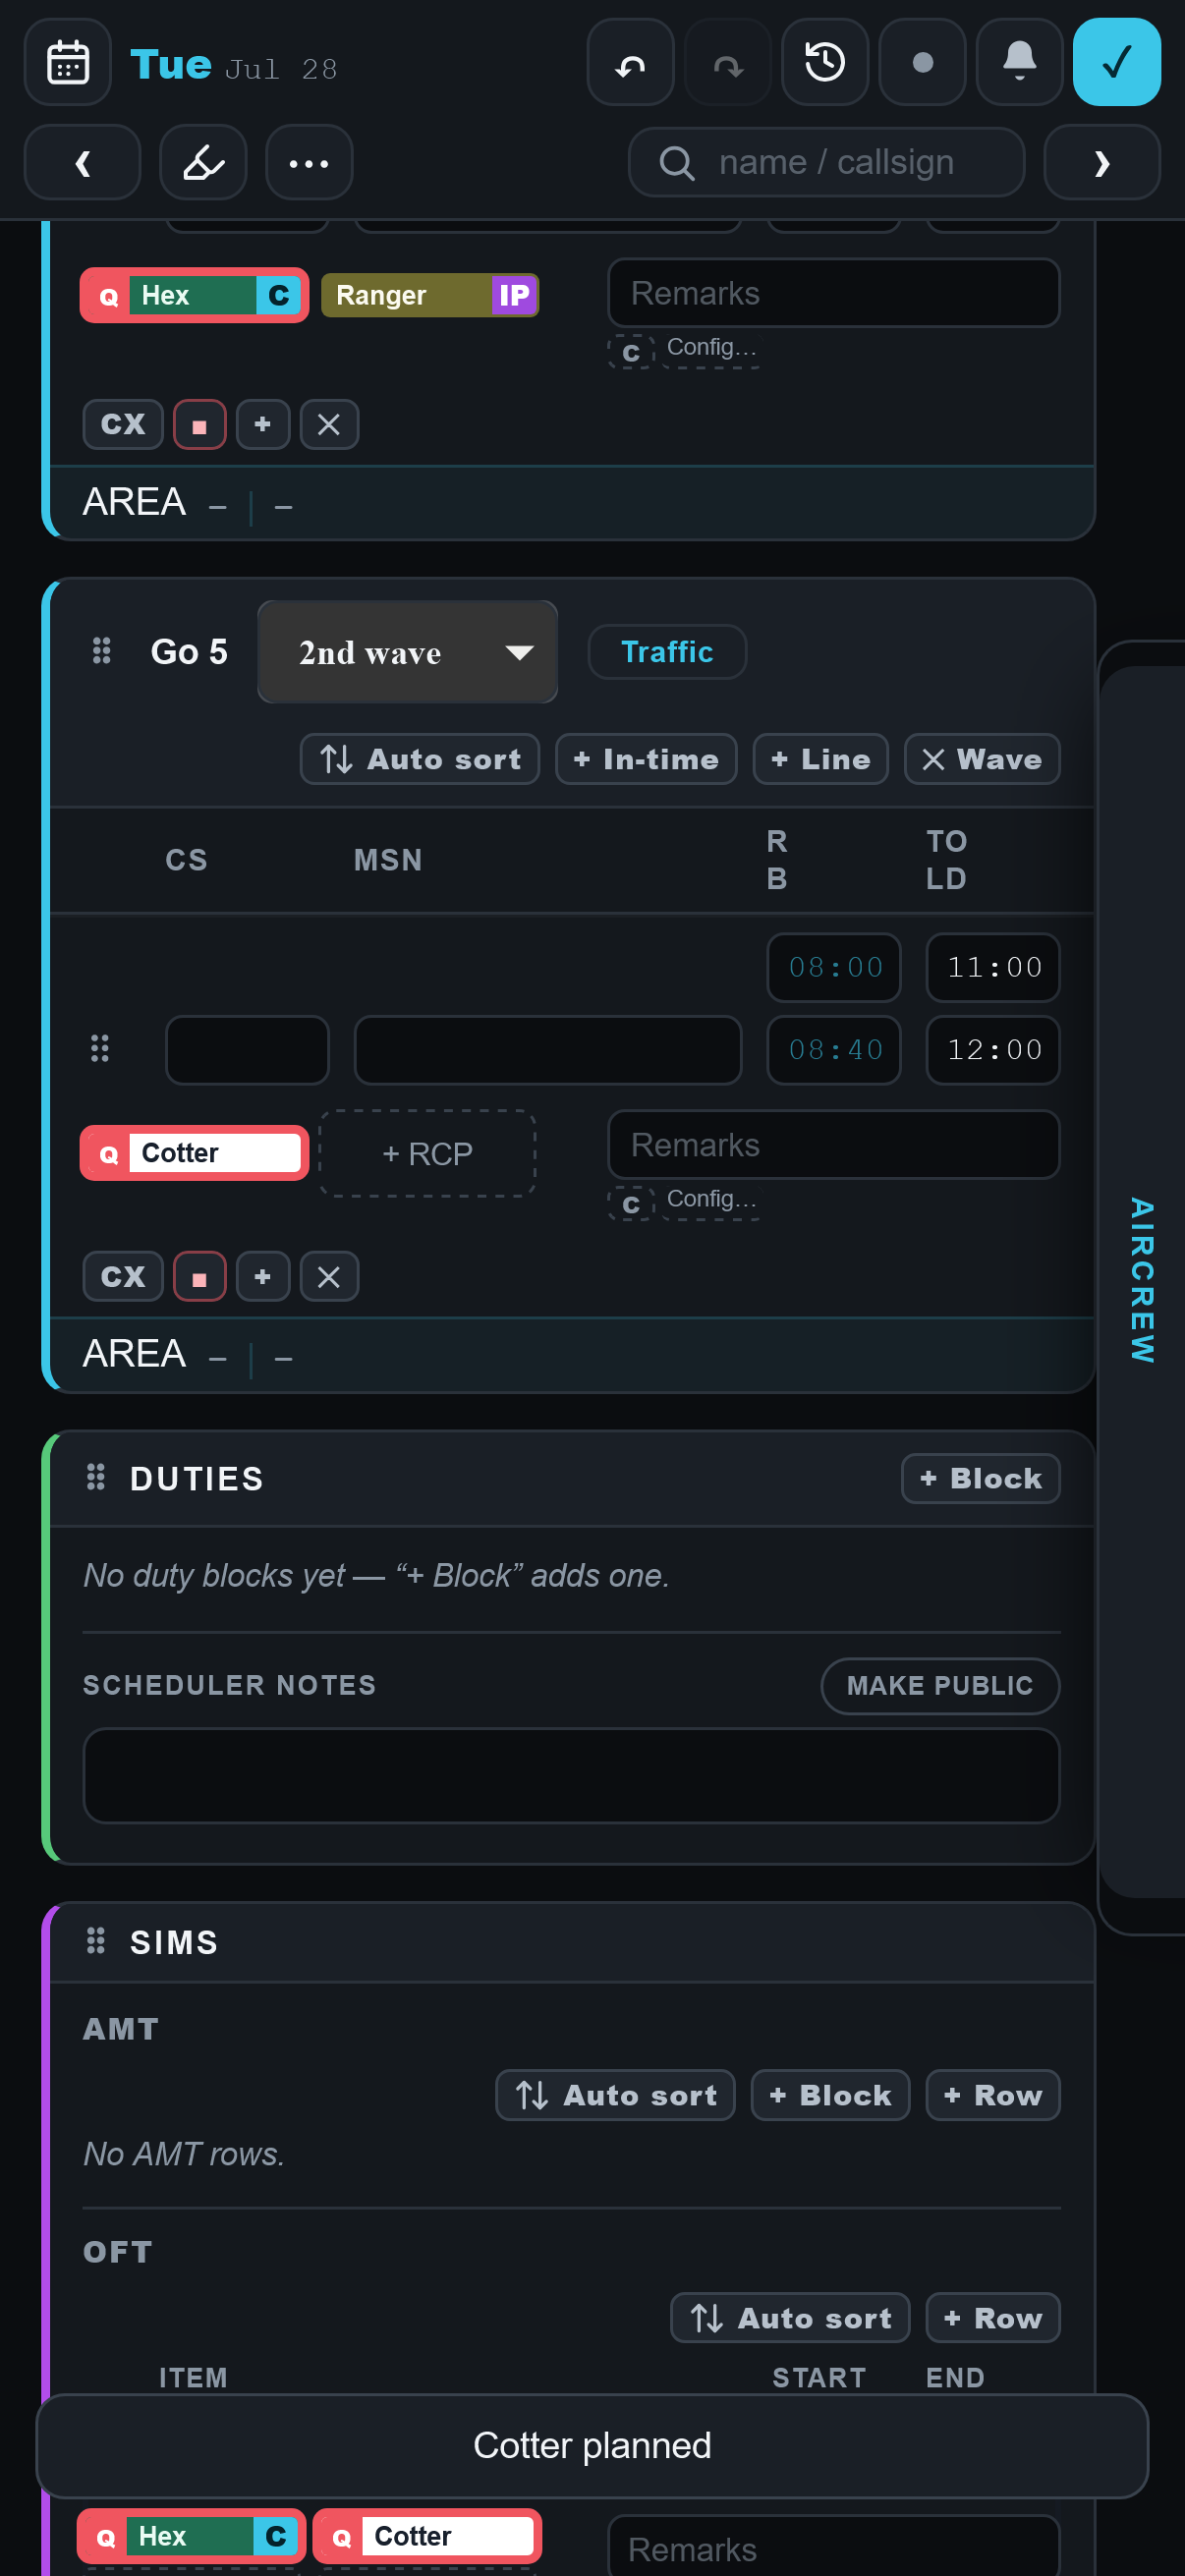 Tue Jul 28
name / callsign
Q Hex C Ranger IP Remarks
C Config...
CX + ×
AREA – | –
Go 5 2nd wave Traffic
Auto sort + In-time + Line × Wave
CS MSN R B TO LD
08:00 11:00
08:40 12:00
Q Cotter + RCP Remarks
C Config...
CX + ×
AREA – | –
AIRCREW
DUTIES + Block
No duty blocks yet — “+ Block” adds one.
SCHEDULER NOTES MAKE PUBLIC
SIMS
AMT
Auto sort + Block + Row
No AMT rows.
OFT
Auto sort + Row
ITEM START END
Cotter planned
Q Hex C Q Cotter Remarks